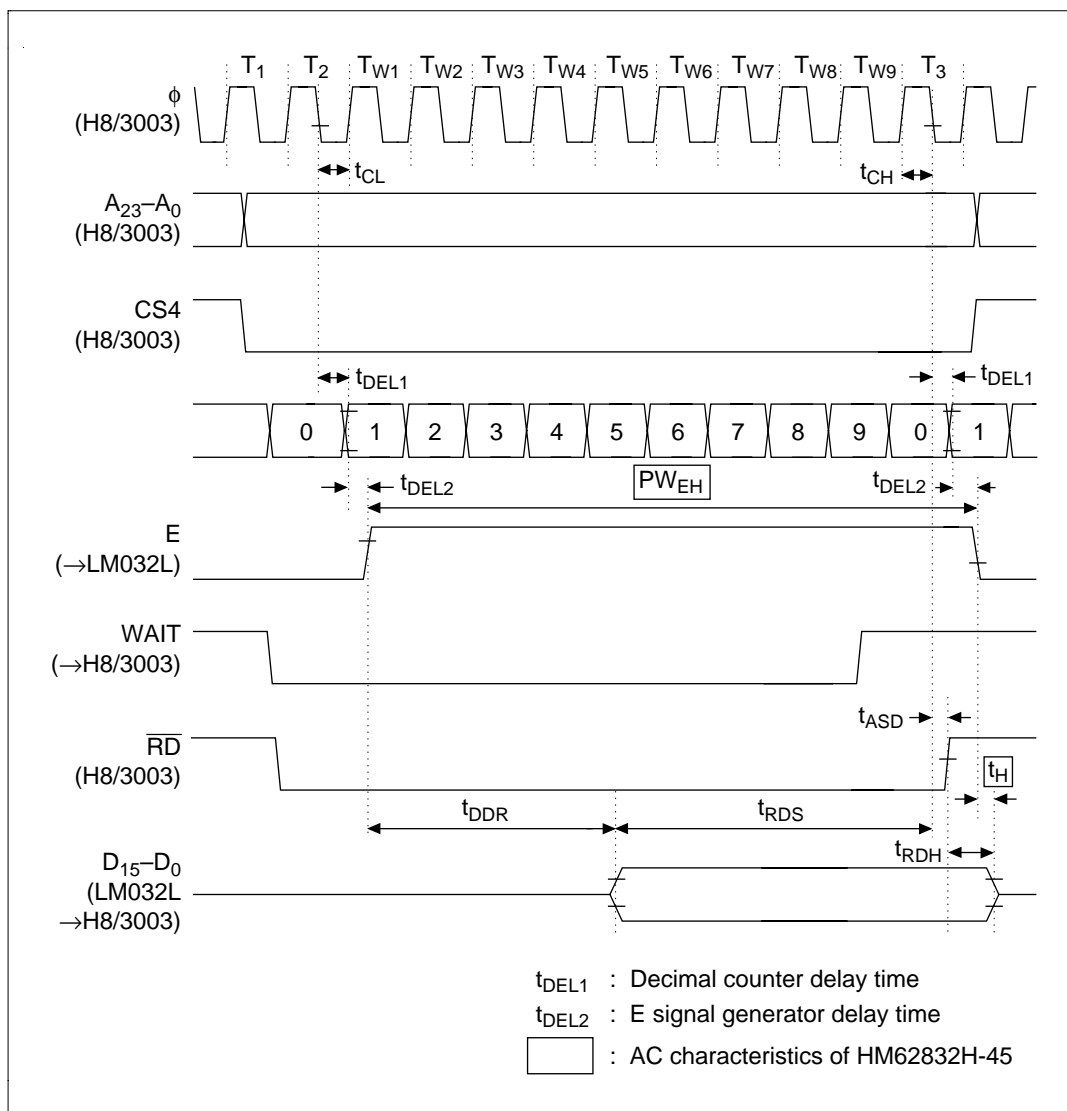 T1 T2 TW1 TW2 TW3 TW4 TW5 TW6 TW7 TW8 TW9 T3
φ
(H8/3003)
tCL
tCH
A23–A0
(H8/3003)
CS4
(H8/3003)
tDEL1
tDEL1
0 1 2 3 4 5 6 7 8 9 0 1
tDEL2
PWEH
tDEL2
E
(→LM032L)
WAIT
(→H8/3003)
tASD
RD
(H8/3003)
tH
tDDR
tRDS
tRDH
D15–D0
(LM032L
→H8/3003)
tDEL1 : Decimal counter delay time
tDEL2 : E signal generator delay time
: AC characteristics of HM62832H-45